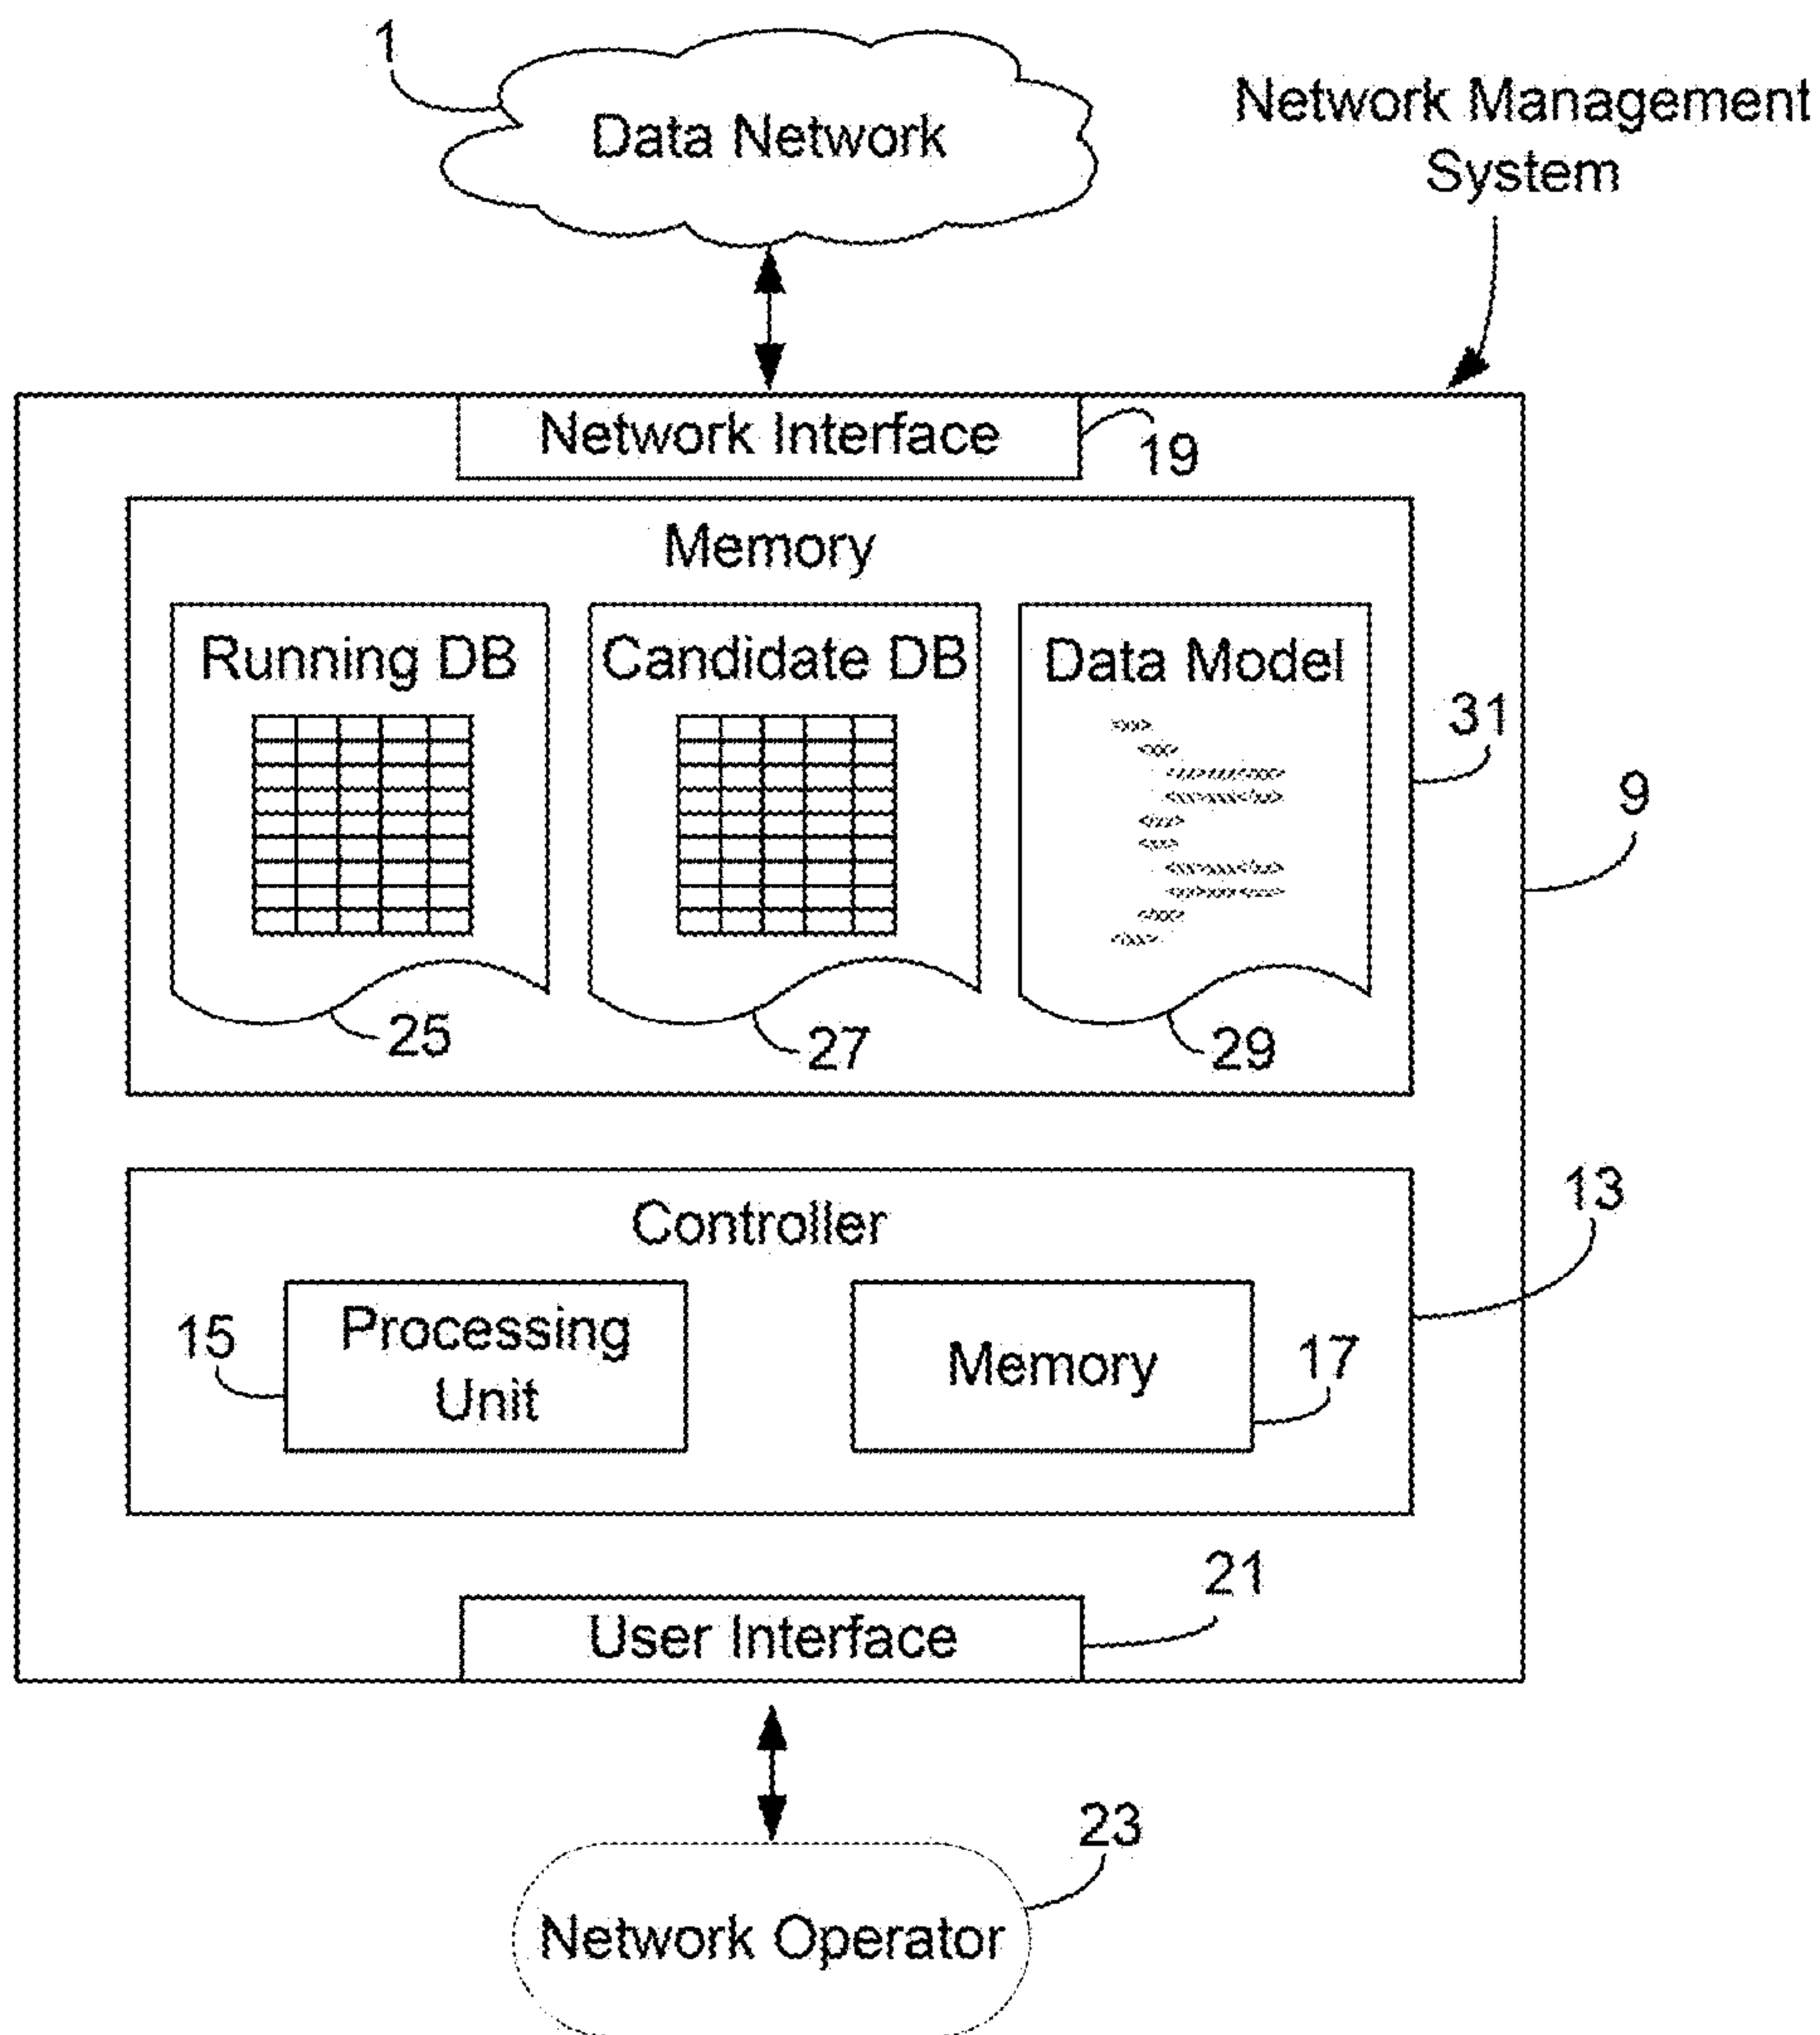 1
Data Network
Network Management
System
Network Interface
19
Memory
Running DB
Candidate DB
Data Model
31
9
25
27
29
13
Controller
15
Processing
Unit
Memory
17
21
User Interface
23
Network Operator